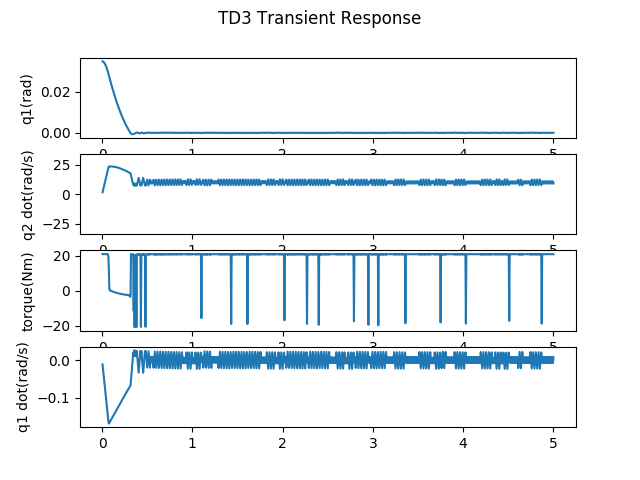 TD3 Transient Response
q1(rad)
0.02
0.00
0 1 2 3 4 5
q2 dot(rad/s)
25
0
−25
0 1 2 3 4 5
torque(Nm)
20
0
−20
0 1 2 3 4 5
q1 dot(rad/s)
0.0
−0.1
0 1 2 3 4 5